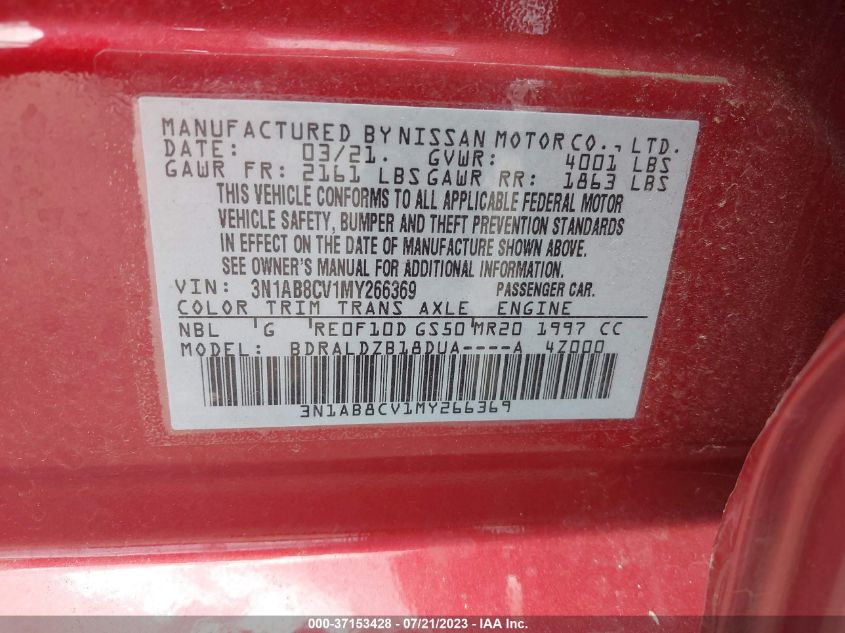 MANUFACTURED BY NISSAN MOTOR CO., LTD.
DATE: 03/21. GVWR: 4001 LBS
GAWR FR: 2161 LBS GAWR RR: 1863 LBS
THIS VEHICLE CONFORMS TO ALL APPLICABLE FEDERAL MOTOR
VEHICLE SAFETY, BUMPER AND THEFT PREVENTION STANDARDS
IN EFFECT ON THE DATE OF MANUFACTURE SHOWN ABOVE.
SEE OWNER'S MANUAL FOR ADDITIONAL INFORMATION.
VIN: 3N1AB8CV1MY266369 PASSENGER CAR.
COLOR TRIM TRANS AXLE ENGINE
NBL G RE0F10D GS50 MR20 1997 CC
MODEL: BDRALDZB18DUA----A 4Z000
3N1AB8CV1MY266369
000-37153428 - 07/21/2023 - IAA Inc.